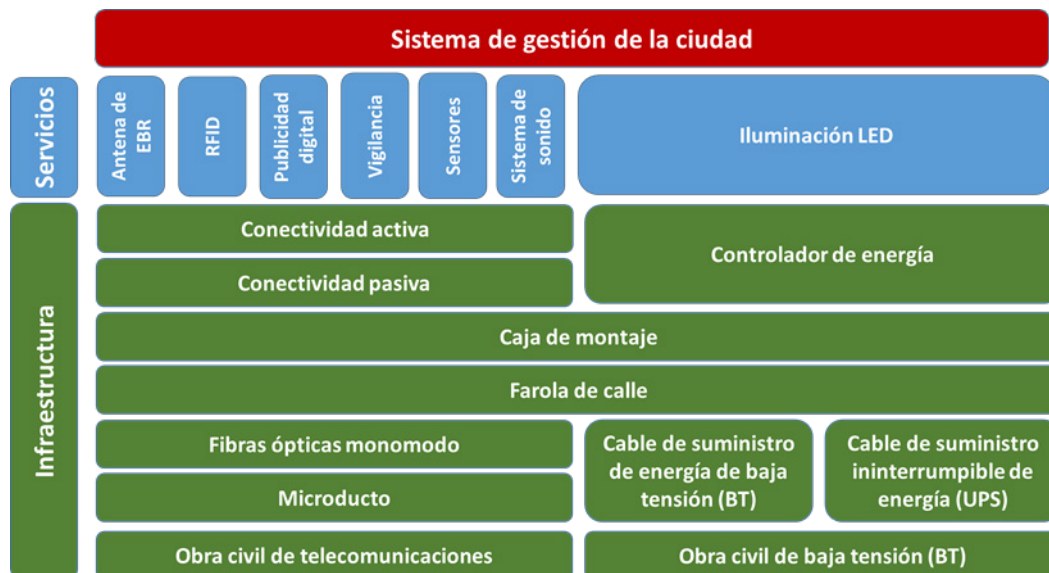 Sistema de gestión de la ciudad
Servicios
Antena de
EBR
RFID
Publicidad
digital
Vigilancia
Sensores
Sistema de
sonido
Iluminación LED
Infraestructura
Conectividad activa
Controlador de energía
Conectividad pasiva
Caja de montaje
Farola de calle
Fibras ópticas monomodo
Cable de suministro
de energía de baja
tensión (BT)
Cable de suministro
ininterrumpible de
energía (UPS)
Microducto
Obra civil de telecomunicaciones
Obra civil de baja tensión (BT)